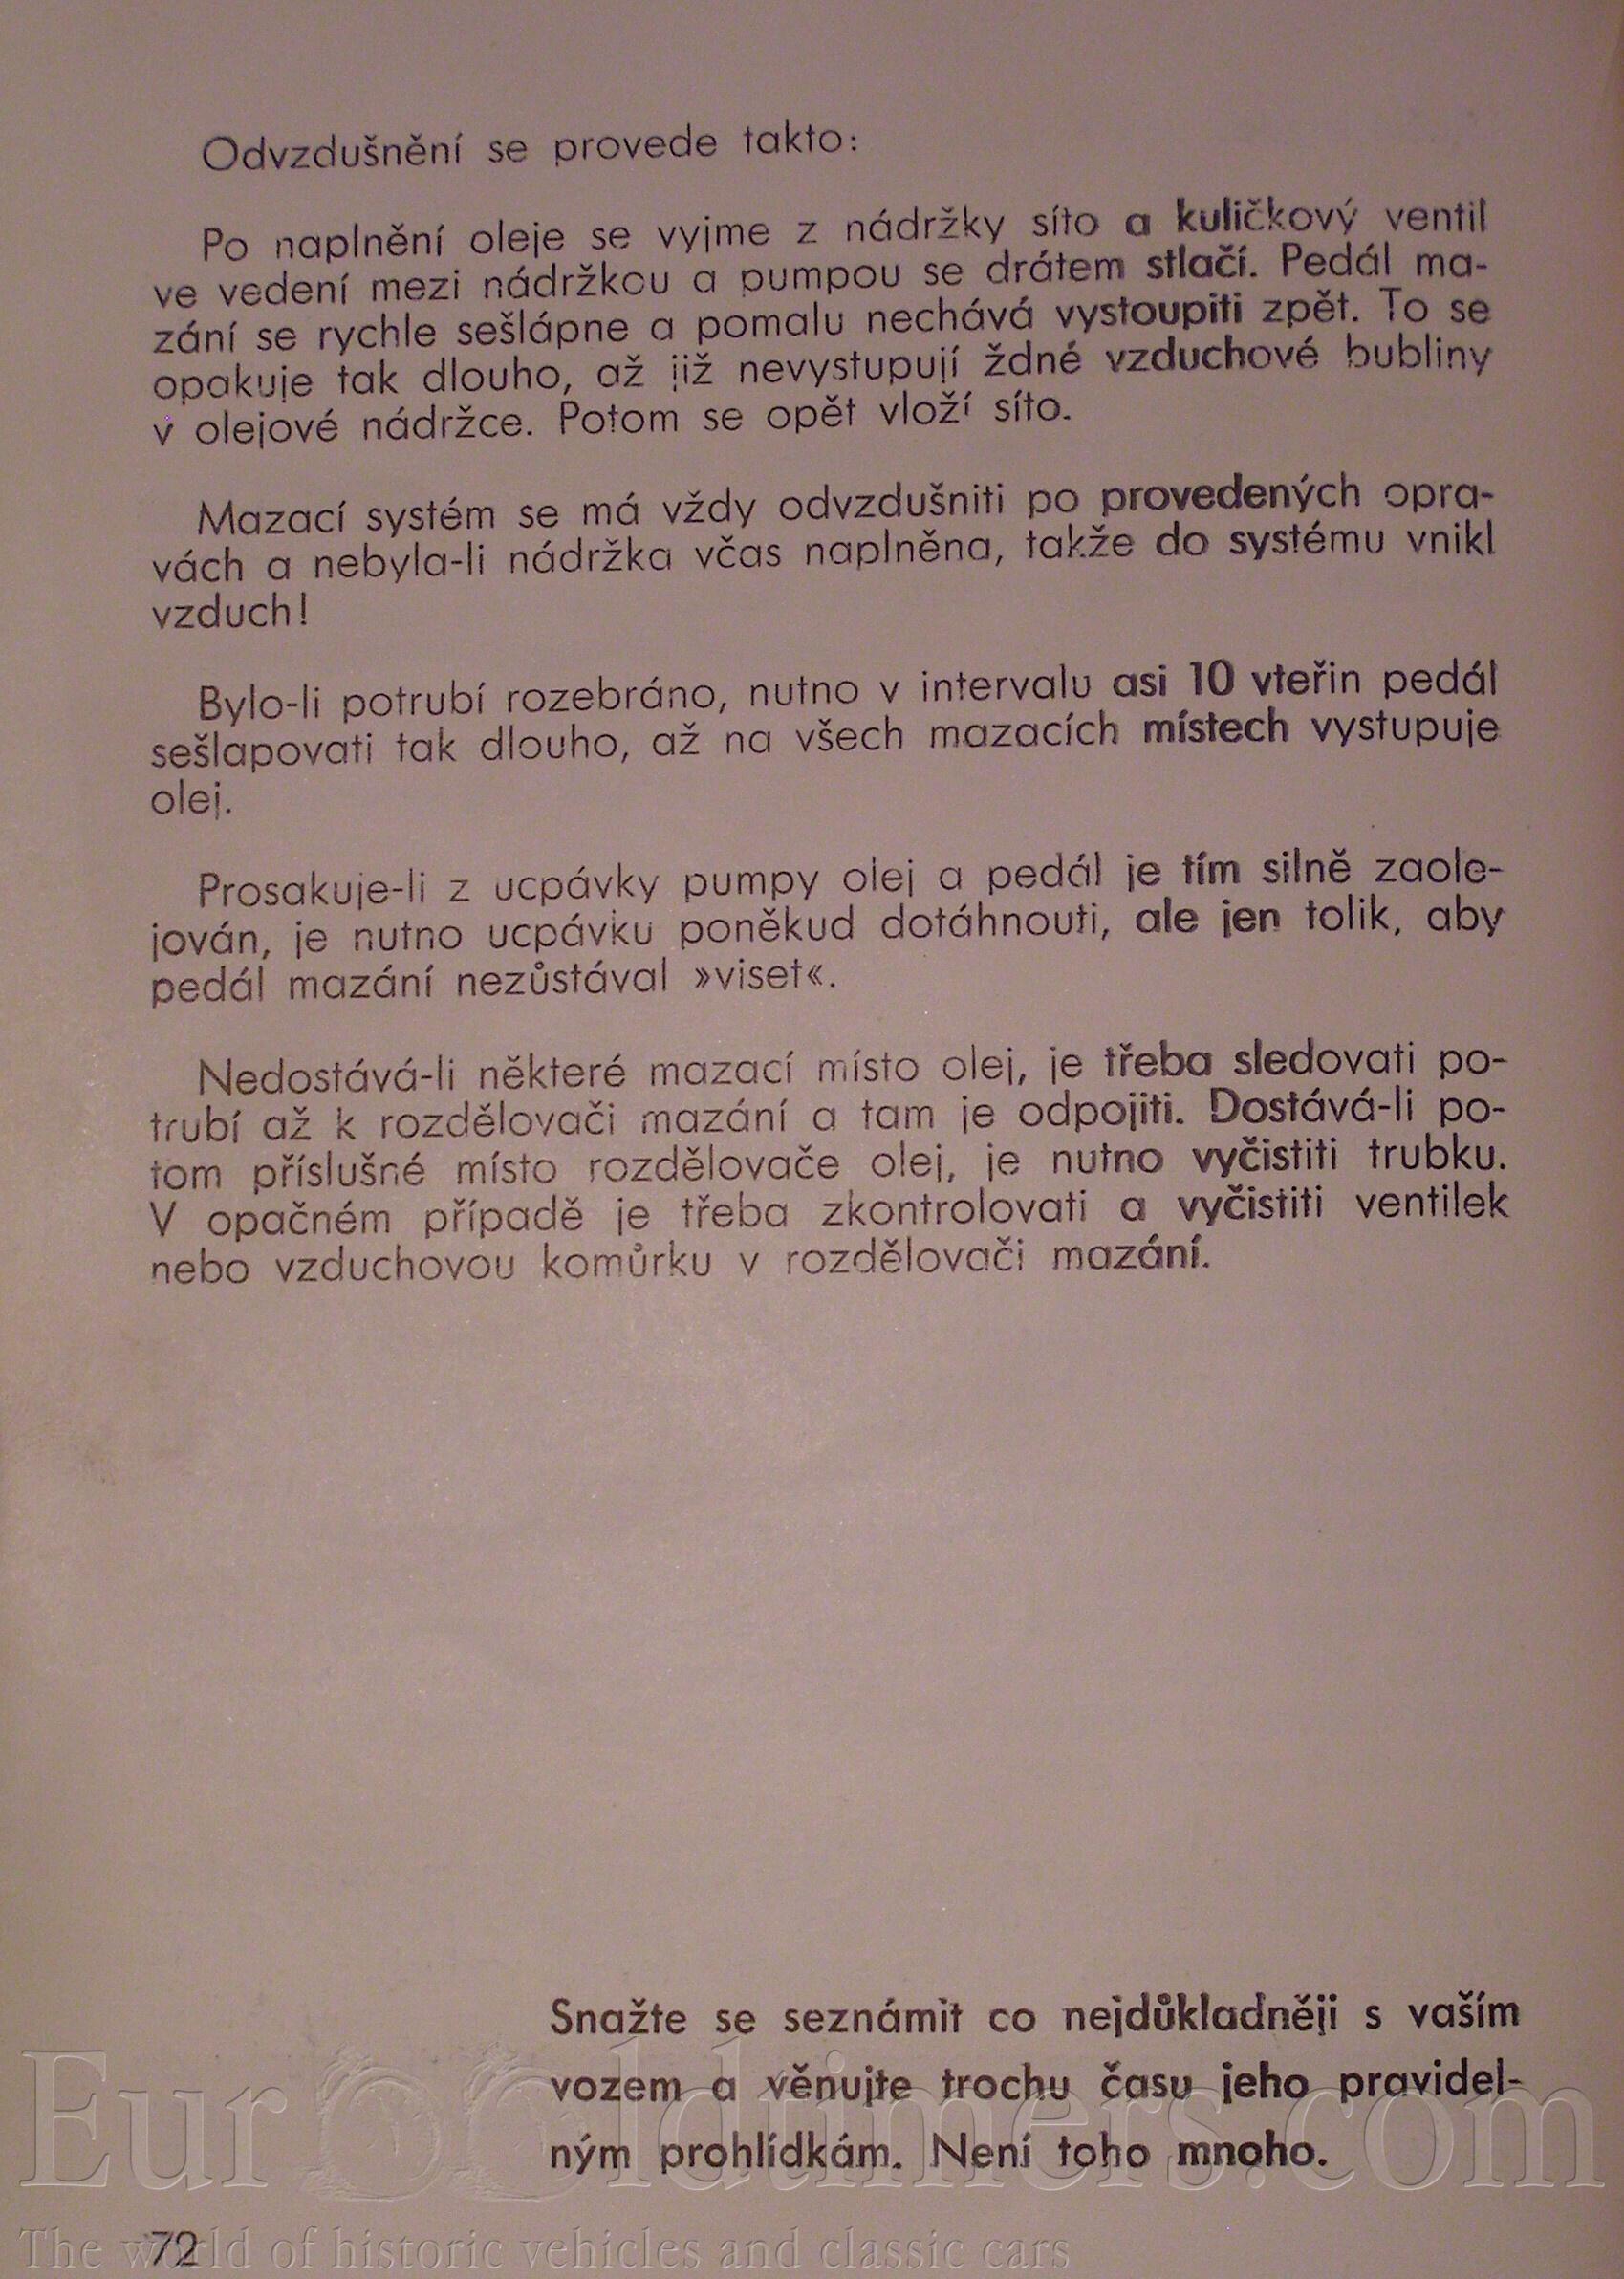 Odvzdušnění se provede takto:
Po naplnění oleje se vyjme z nádržky síto a kuličkový ventil
ve vedení mezi nádržkou a pumpou se drátem stlačí. Pedál ma-
zání se rychle sešlápne a pomalu nechává vystoupiti zpět. To se
opakuje tak dlouho, až již nevystupují ždné vzduchové bubliny
v olejové nádržce. Potom se opět vloží síto.
Mazací systém se má vždy odvzdušniti po provedených opra-
vách a nebyla-li nádržka včas naplněna, takže do systému vnikl
vzduch!
Bylo-li potrubí rozebráno, nutno v intervalu asi 10 vteřin pedál
sešlapovati tak dlouho, až na všech mazacích místech vystupuje
olej.
Prosakuje-li z ucpávky pumpy olej a pedál je tím silně zaole-
jován, je nutno ucpávku poněkud dotáhnouti, ale jen tolik, aby
pedál mazání nezůstával »viset«.
Nedostává-li některé mazací místo olej, je třeba sledovati po-
trubí až k rozdělovači mazání a tam je odpojiti. Dostává-li po-
tom příslušné místo rozdělovače olej, je nutno vyčistiti trubku.
V opačném případě je třeba zkontrolovati a vyčistiti ventilek
nebo vzduchovou komůrku v rozdělovači mazání.
Snažte se seznámit co nejdůkladněji s vaším
vozem a věnujte trochu času jeho pravidel-
ným prohlídkám. Není toho mnoho.
EurOOldtimers.com
The world of historic vehicles and classic cars
72